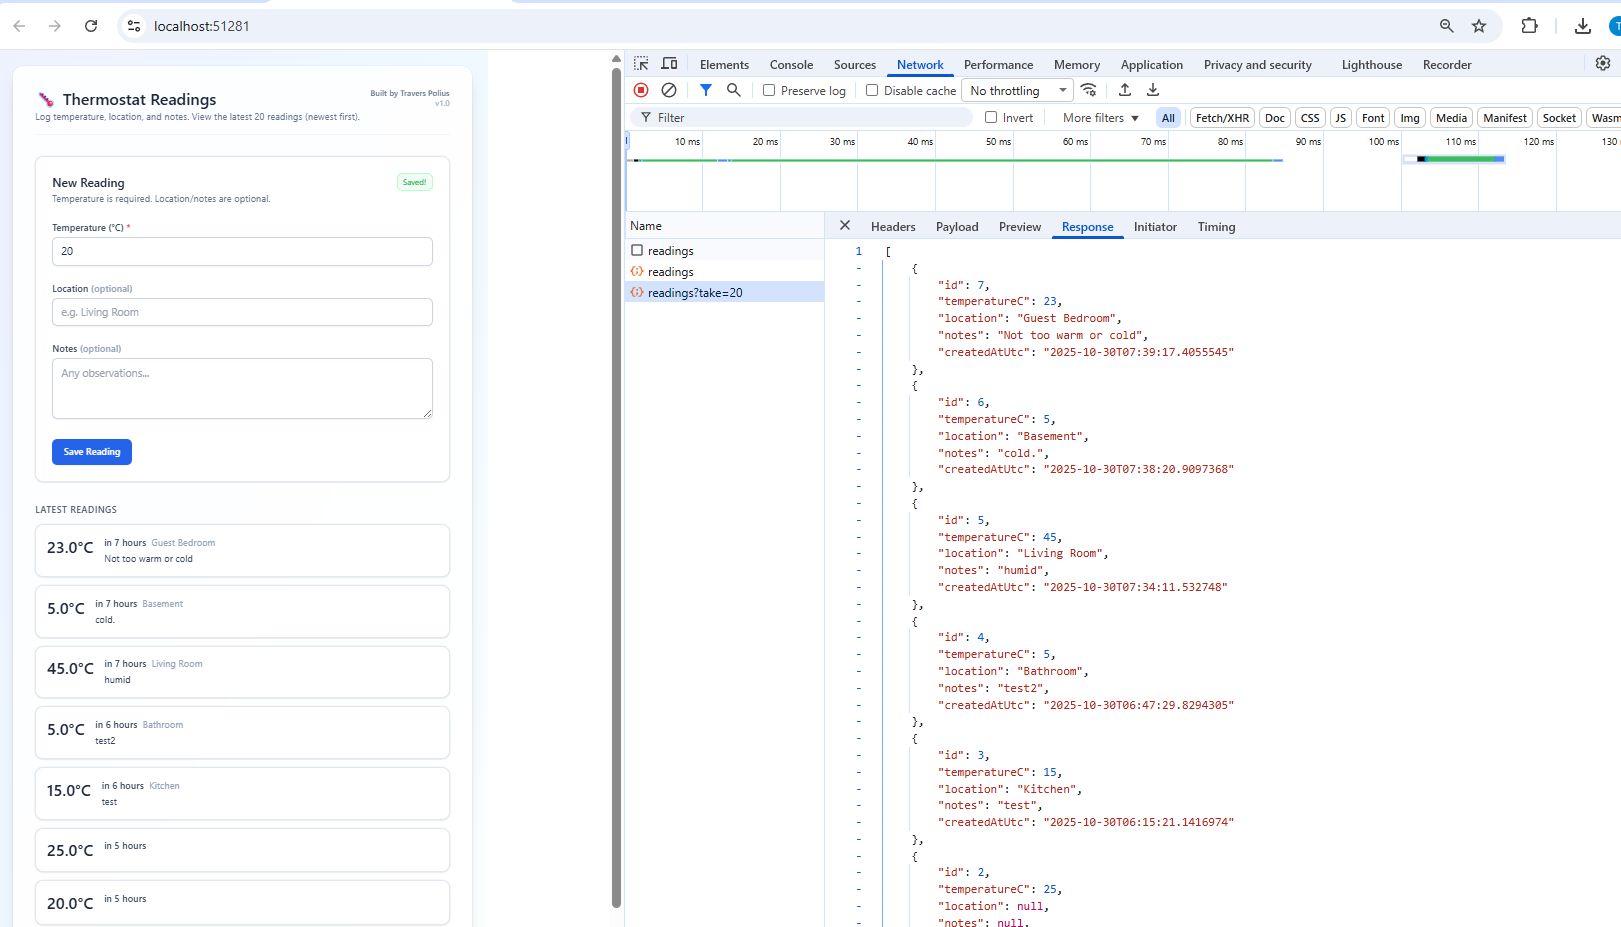 localhost:51281
Thermostat Readings
Built by Travers Polius
v1.0
Log temperature, location, and notes. View the latest 20 readings (newest first).
New Reading
Saved!
Temperature is required. Location/notes are optional.
Temperature (°C) *
20
Location (optional)
e.g. Living Room
Notes (optional)
Any observations...
Save Reading
LATEST READINGS
23.0°C in 7 hours Guest Bedroom
Not too warm or cold
5.0°C in 7 hours Basement
cold.
45.0°C in 7 hours Living Room
humid
5.0°C in 6 hours Bathroom
test2
15.0°C in 6 hours Kitchen
test
25.0°C in 5 hours
20.0°C in 5 hours
Elements Console Sources Network Performance Memory Application Privacy and security Lighthouse Recorder
Preserve log Disable cache No throttling
Filter Invert More filters All Fetch/XHR Doc CSS JS Font Img Media Manifest Socket Wasm
10 ms 20 ms 30 ms 40 ms 50 ms 60 ms 70 ms 80 ms 90 ms 100 ms 110 ms 120 ms 130
Name
readings
readings
readings?take=20
Headers Payload Preview Response Initiator Timing
1 [
- {
- "id": 7,
- "temperatureC": 23,
- "location": "Guest Bedroom",
- "notes": "Not too warm or cold",
- "createdAtUtc": "2025-10-30T07:39:17.4055545"
- },
- {
- "id": 6,
- "temperatureC": 5,
- "location": "Basement",
- "notes": "cold.",
- "createdAtUtc": "2025-10-30T07:38:20.9097368"
- },
- {
- "id": 5,
- "temperatureC": 45,
- "location": "Living Room",
- "notes": "humid",
- "createdAtUtc": "2025-10-30T07:34:11.532748"
- },
- {
- "id": 4,
- "temperatureC": 5,
- "location": "Bathroom",
- "notes": "test2",
- "createdAtUtc": "2025-10-30T06:47:29.8294305"
- },
- {
- "id": 3,
- "temperatureC": 15,
- "location": "Kitchen",
- "notes": "test",
- "createdAtUtc": "2025-10-30T06:15:21.1416974"
- },
- {
- "id": 2,
- "temperatureC": 25,
- "location": null,
- "notes": null,